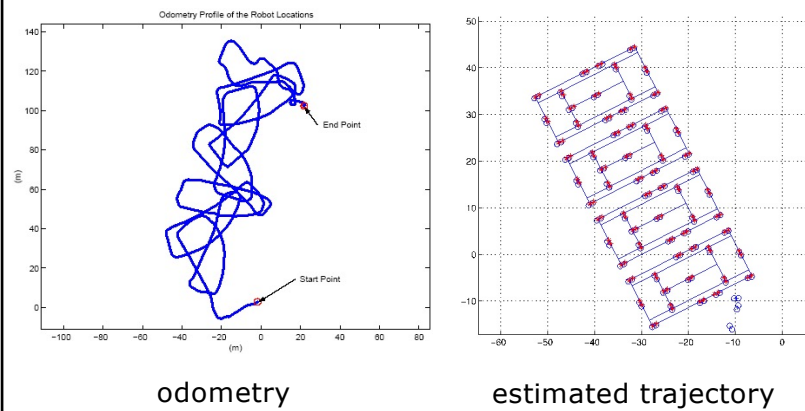 Odometry Profile of the Robot Locations
140
120
100
80
60
40
20
0
(m)
End Point
Start Point
-100 -80 -60 -40 -20 0 20 40 60 80
(m)
odometry
50
40
30
20
10
0
-10
-60 -50 -40 -30 -20 -10 0
estimated trajectory